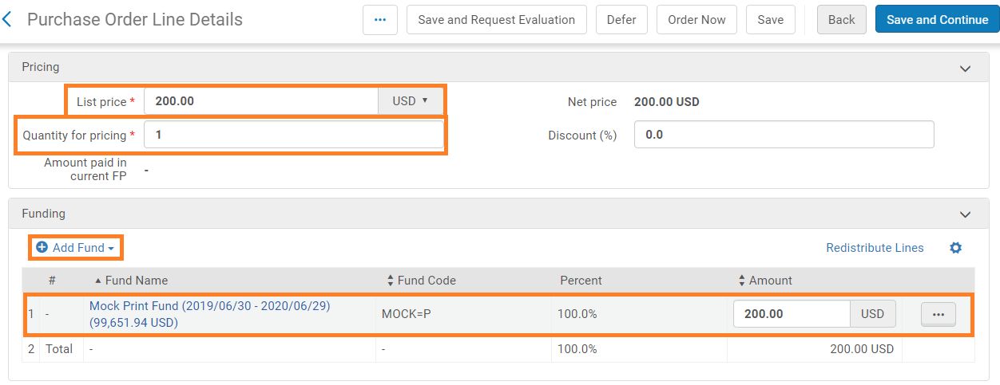 Purchase Order Line Details ... Save and Request Evaluation Defer Order Now Save Back Save and Continue
Pricing
List price * 200.00 USD Net price 200.00 USD
Quantity for pricing * 1 Discount (%) 0.0
Amount paid in
current FP -
Funding
Add Fund Redistribute Lines
# Fund Name Fund Code Percent Amount
Mock Print Fund (2019/06/30 - 2020/06/29)
1 - (99,651.94 USD) MOCK=P 100.0% 200.00 USD ...
2 Total - - 100.0% 200.00 USD